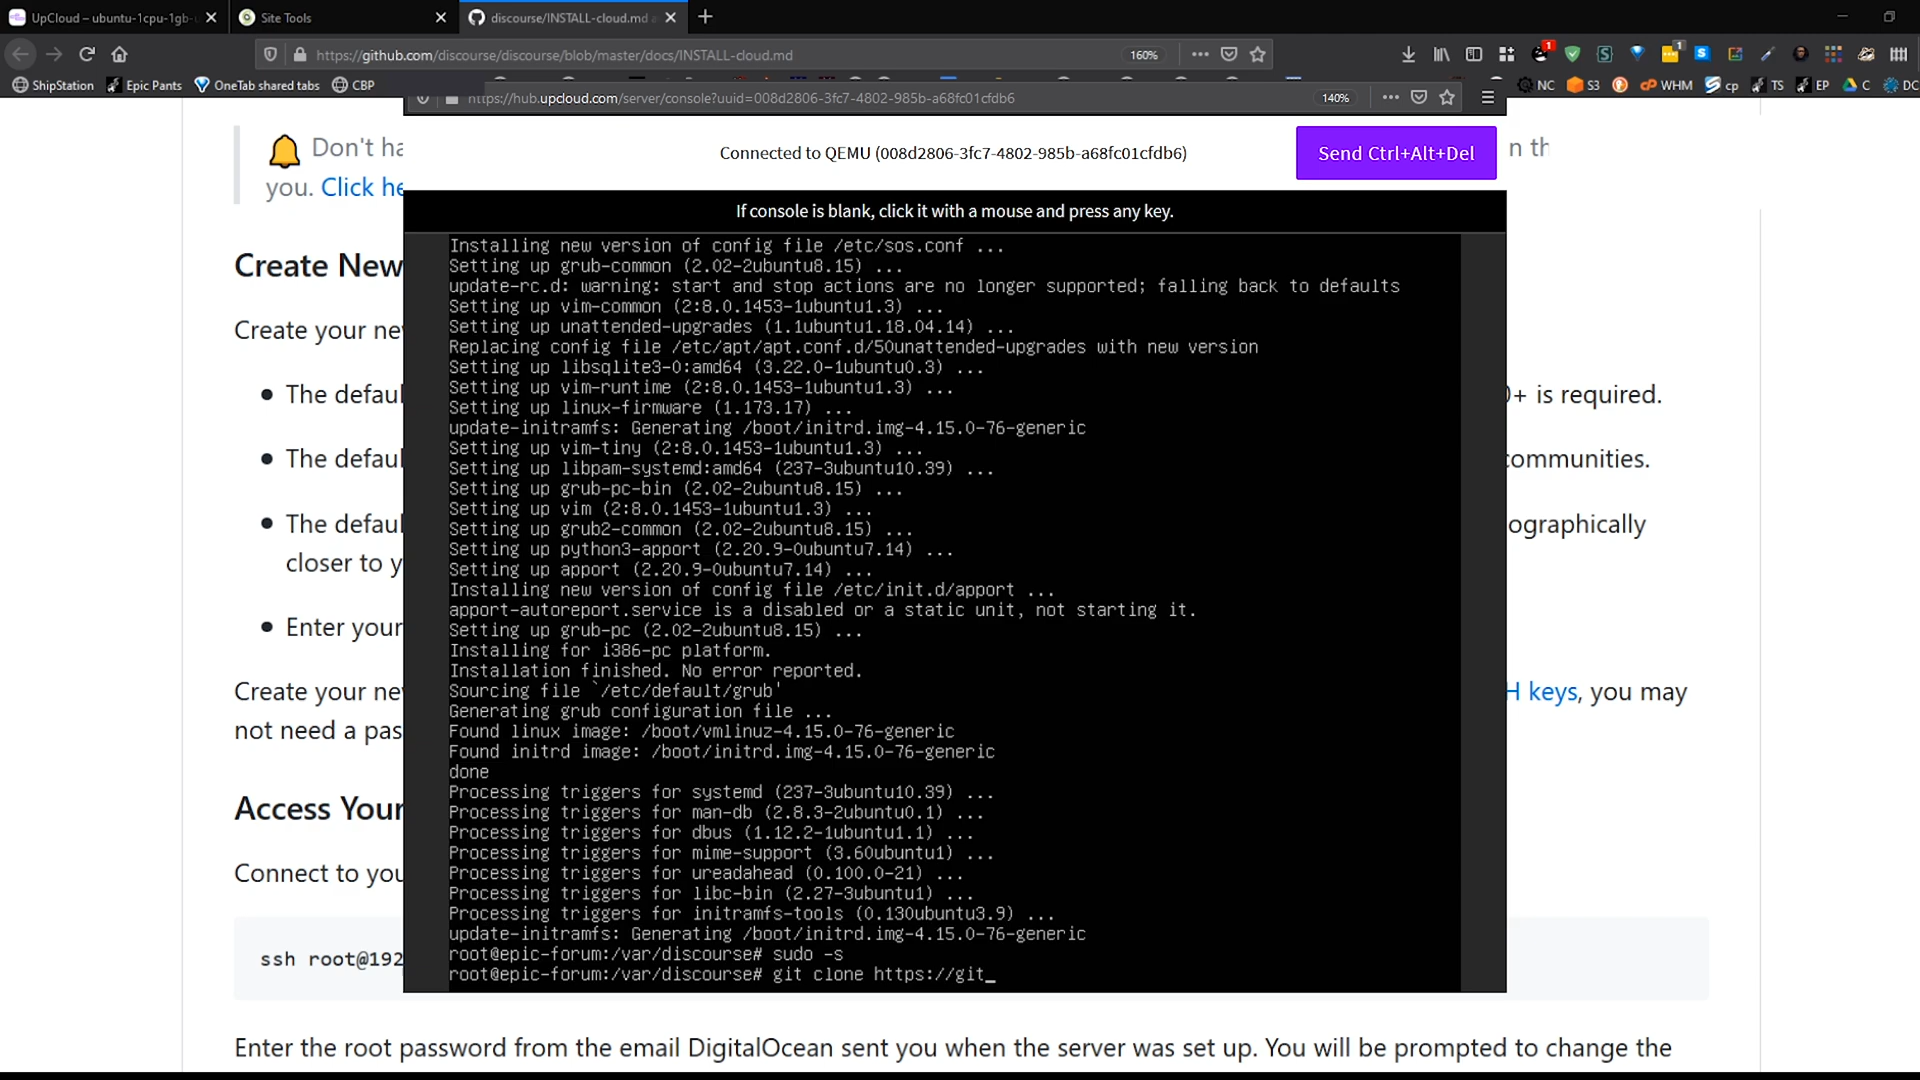 UpCloud – ubuntu-1cpu-1gb-
Site Tools
discourse/INSTALL-cloud.md a
https://github.com/discourse/discourse/blob/master/docs/INSTALL-cloud.md
160%
1
1
ShipStation
Epic Pants
OneTab shared tabs
CBP
NC
S3
WHM
cp
TS
EP
C
DC
https://hub.upcloud.com/server/console?uuid=008d2806-3fc7-4802-985b-a68fc01cfdb6
140%
Connected to QEMU (008d2806-3fc7-4802-985b-a68fc01cfdb6)
Send Ctrl+Alt+Del
If console is blank, click it with a mouse and press any key.
Installing new version of config file /etc/sos.conf ...
Setting up grub-common (2.02-2ubuntu8.15) ...
update-rc.d: warning: start and stop actions are no longer supported; falling back to defaults
Setting up vim-common (2:8.0.1453-1ubuntu1.3) ...
Setting up unattended-upgrades (1.1ubuntu1.18.04.14) ...
Replacing config file /etc/apt/apt.conf.d/50unattended-upgrades with new version
Setting up libsqlite3-0:amd64 (3.22.0-1ubuntu0.3) ...
Setting up vim-runtime (2:8.0.1453-1ubuntu1.3) ...
Setting up linux-firmware (1.173.17) ...
update-initramfs: Generating /boot/initrd.img-4.15.0-76-generic
Setting up vim-tiny (2:8.0.1453-1ubuntu1.3) ...
Setting up libpam-systemd:amd64 (237-3ubuntu10.39) ...
Setting up grub-pc-bin (2.02-2ubuntu8.15) ...
Setting up vim (2:8.0.1453-1ubuntu1.3) ...
Setting up grub2-common (2.02-2ubuntu8.15) ...
Setting up python3-apport (2.20.9-0ubuntu7.14) ...
Setting up apport (2.20.9-0ubuntu7.14) ...
Installing new version of config file /etc/init.d/apport ...
apport-autoreport.service is a disabled or a static unit, not starting it.
Setting up grub-pc (2.02-2ubuntu8.15) ...
Installing for i386-pc platform.
Installation finished. No error reported.
Sourcing file `/etc/default/grub'
Generating grub configuration file ...
Found linux image: /boot/vmlinuz-4.15.0-76-generic
Found initrd image: /boot/initrd.img-4.15.0-76-generic
done
Processing triggers for systemd (237-3ubuntu10.39) ...
Processing triggers for man-db (2.8.3-2ubuntu0.1) ...
Processing triggers for dbus (1.12.2-1ubuntu1.1) ...
Processing triggers for mime-support (3.60ubuntu1) ...
Processing triggers for ureadahead (0.100.0-21) ...
Processing triggers for libc-bin (2.27-3ubuntu1) ...
Processing triggers for initramfs-tools (0.130ubuntu3.9) ...
update-initramfs: Generating /boot/initrd.img-4.15.0-76-generic
root@epic-forum:/var/discourse# sudo -s
root@epic-forum:/var/discourse# git clone https://git_
Don't ha
n th
you. Click he
Create New
Create your ne
The defaul
0+ is required.
The defaul
communities.
The defaul
ographically
closer to y
Enter your
Create your ne
H keys, you may
not need a pas
Access Your
Connect to you
ssh root@192
Enter the root password from the email DigitalOcean sent you when the server was set up. You will be prompted to change the